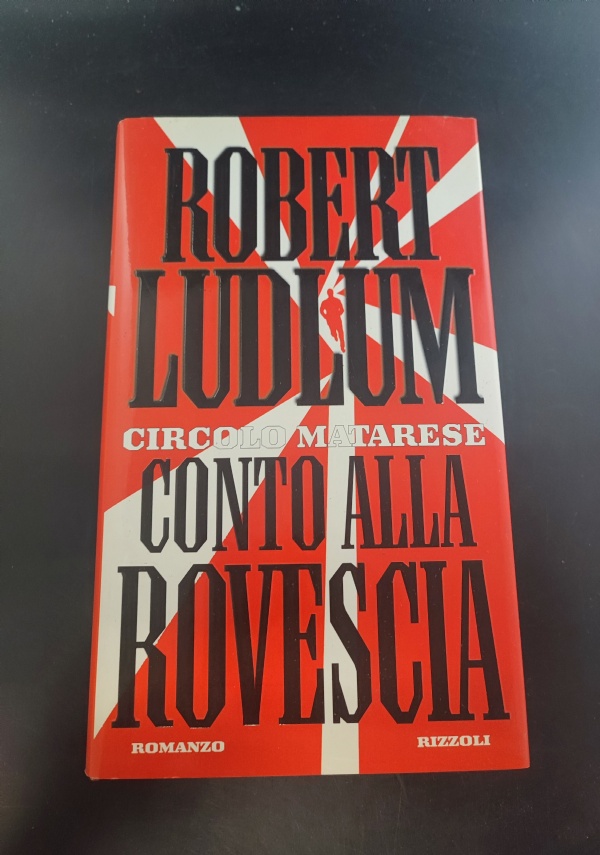 ROBERT
LUDLUM
CIRCOLO MATARESE
CONTO ALLA
ROVESCIA
ROMANZO
RIZZOLI